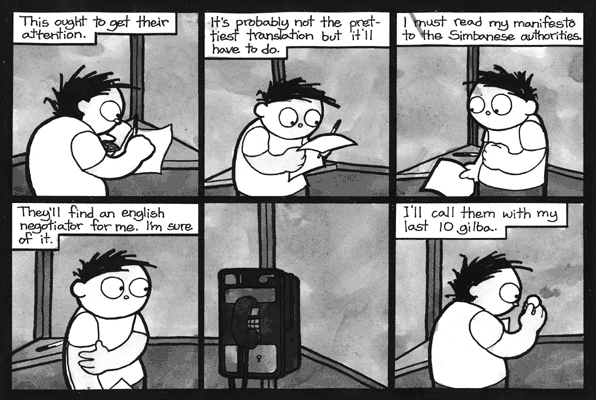 This ought to get their
attention.
It's probably not the pret-
tiest translation but it'll
have to do.
I must read my manifesto
to the Simbanese authorities.
They'll find an english
negotiator for me. I'm sure
of it.
I'll call them with my
last 10 gilba.